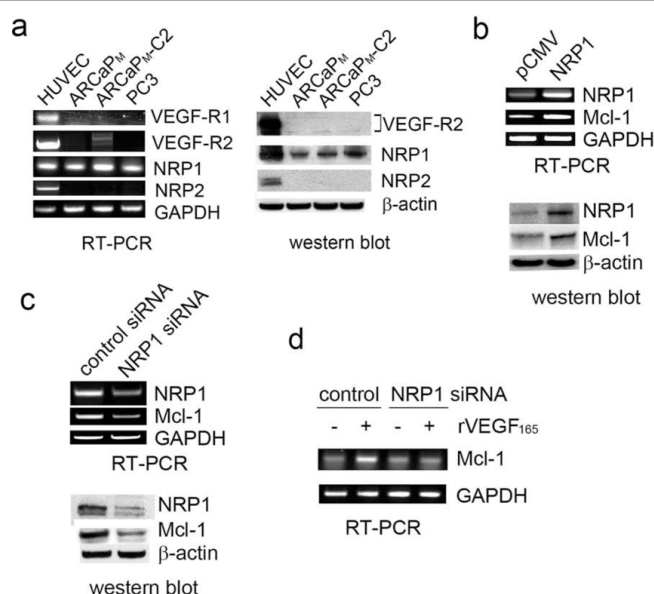 a
HUVEC
ARCaPM
ARCaPM-C2
PC3
VEGF-R1
VEGF-R2
NRP1
NRP2
GAPDH
RT-PCR
HUVEC
ARCaPM
ARCaPM-C2
PC3
VEGF-R2
NRP1
NRP2
β-actin
western blot
b
pCMV
NRP1
NRP1
Mcl-1
GAPDH
RT-PCR
NRP1
Mcl-1
β-actin
western blot
c
control siRNA
NRP1 siRNA
NRP1
Mcl-1
GAPDH
RT-PCR
NRP1
Mcl-1
β-actin
western blot
d
control NRP1 siRNA
- + - + rVEGF165
Mcl-1
GAPDH
RT-PCR